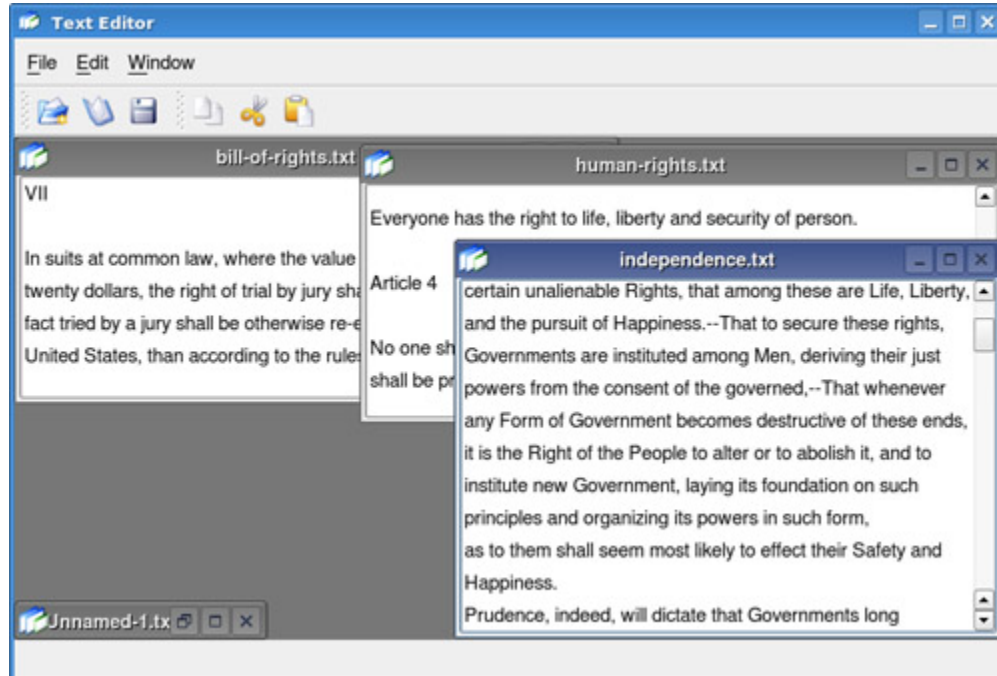 Text Editor
File Edit Window
bill-of-rights.txt
VII
In suits at common law, where the value
twenty dollars, the right of trial by jury sha
fact tried by a jury shall be otherwise re-e
United States, than according to the rules
human-rights.txt
Everyone has the right to life, liberty and security of person.
Article 4
No one sh
shall be pr
independence.txt
certain unalienable Rights, that among these are Life, Liberty,
and the pursuit of Happiness.--That to secure these rights,
Governments are instituted among Men, deriving their just
powers from the consent of the governed,--That whenever
any Form of Government becomes destructive of these ends,
it is the Right of the People to alter or to abolish it, and to
institute new Government, laying its foundation on such
principles and organizing its powers in such form,
as to them shall seem most likely to effect their Safety and
Happiness.
Prudence, indeed, will dictate that Governments long
Unnamed-1.tx